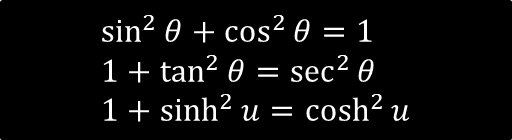 sin² θ + cos² θ = 1
1 + tan² θ = sec² θ
1 + sinh² u = cosh² u